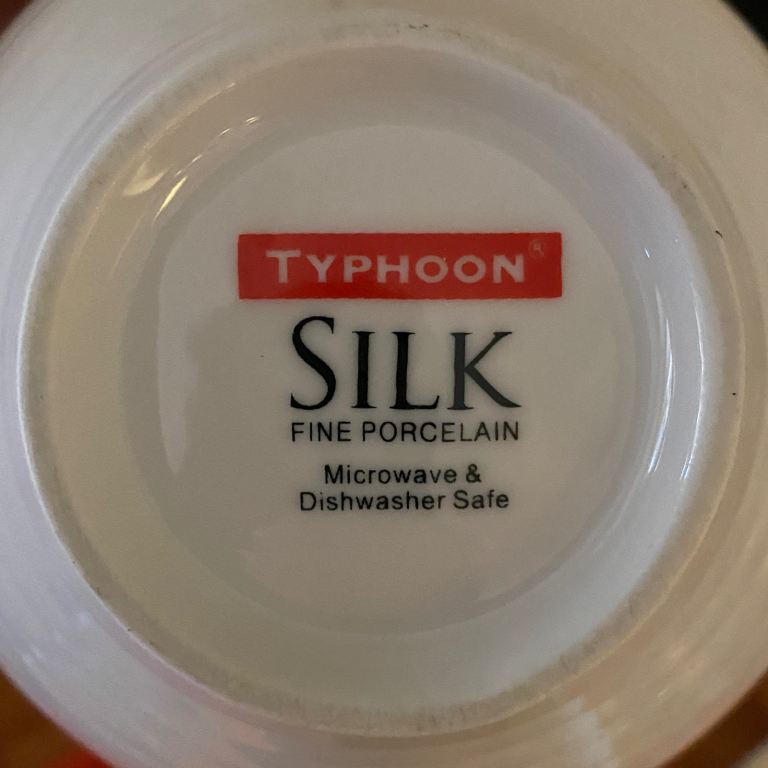 TYPHOON®
SILK
FINE PORCELAIN
Microwave &
Dishwasher Safe